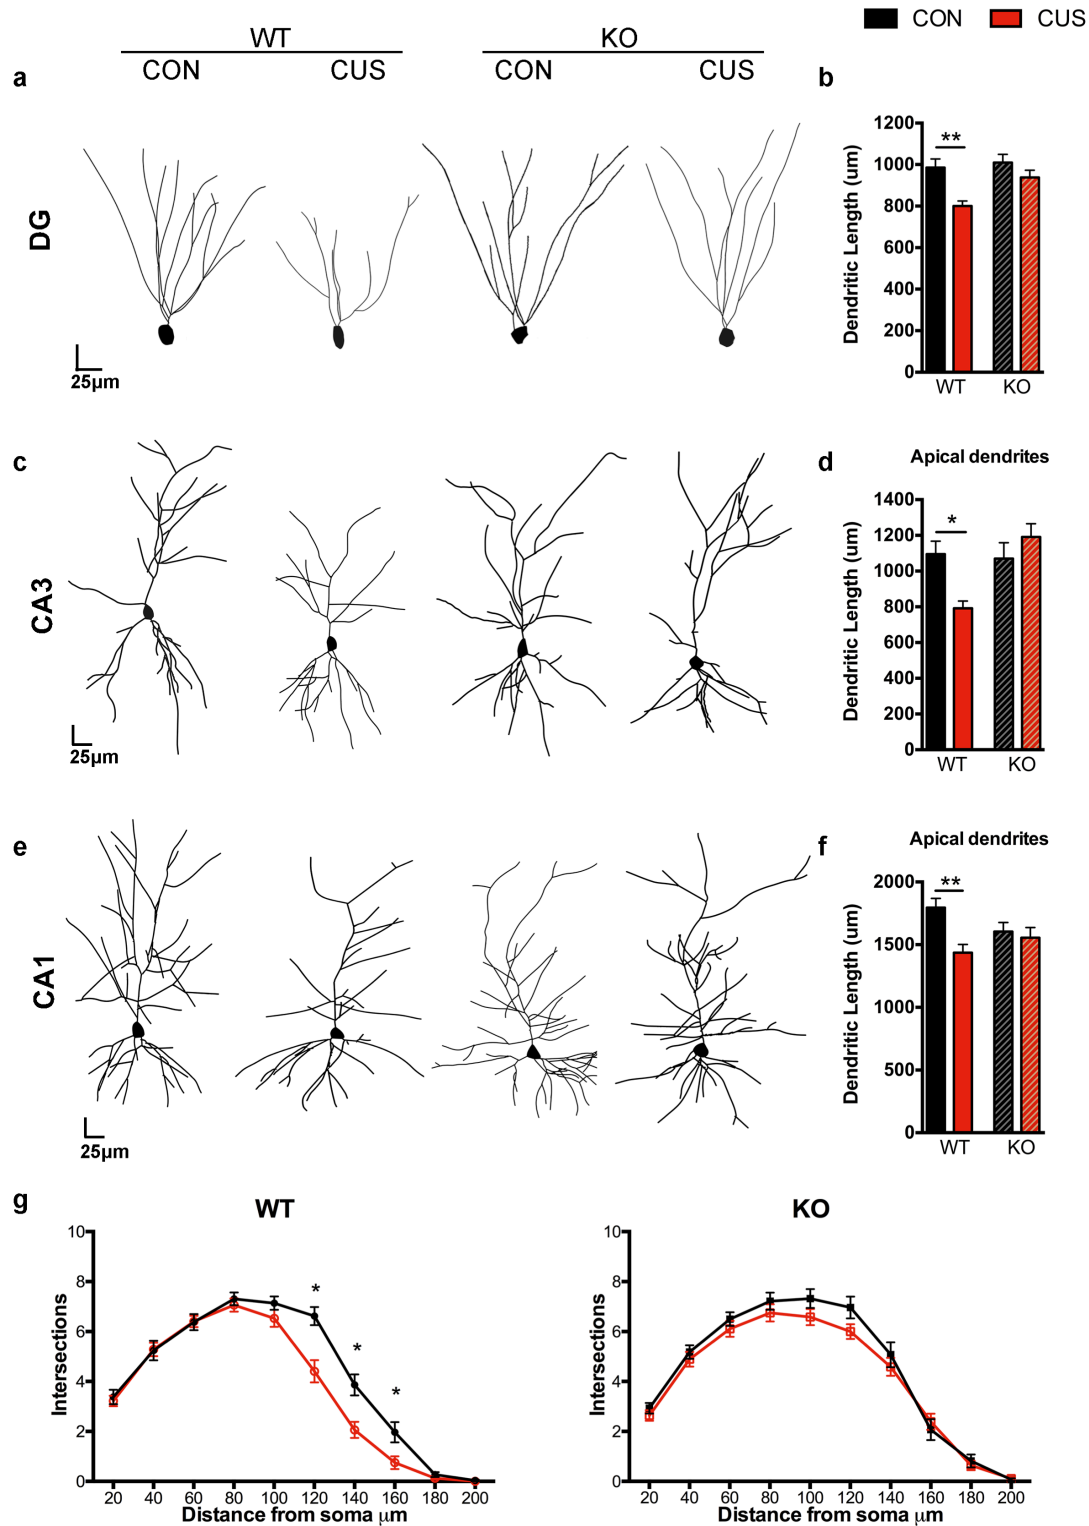 CON CUS
WT KO
CON CUS CON CUS
a
DG
25μm
b
Dendritic Length (um)
1200
1000
800
600
400
200
0
**
WT KO
c
CA3
25μm
d
Apical dendrites
Dendritic Length (um)
1400
1200
1000
800
600
400
200
0
*
WT KO
e
CA1
25μm
f
Apical dendrites
Dendritic Length (um)
2000
1500
1000
500
0
**
WT KO
g
WT
Intersections
10
8
6
4
2
0
*
*
*
20 40 60 80 100 120 140 160 180 200
Distance from soma μm
KO
Intersections
10
8
6
4
2
0
20 40 60 80 100 120 140 160 180 200
Distance from soma μm